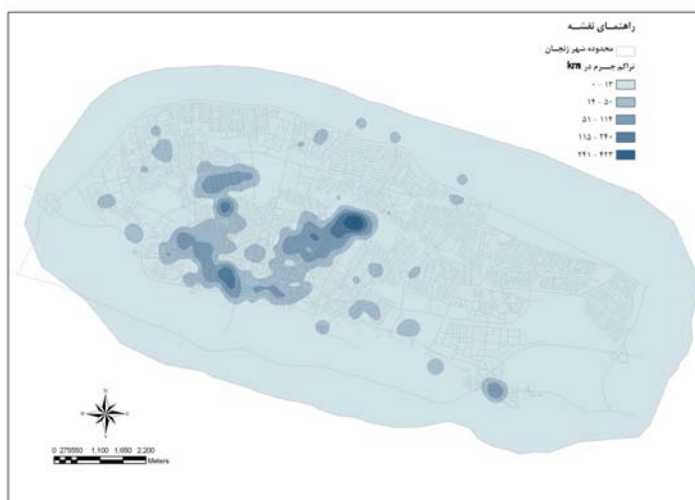 راهنمای نقشه
محدوده شهر زنجان
تراکم جرم در km
۰ - ۱۳
۱۴ - ۵۰
۵۱ - ۱۱۴
۱۱۵ - ۲۴۰
۲۴۱ - ۴۲۳
0 275550 1,100 1,650 2,200
Meters